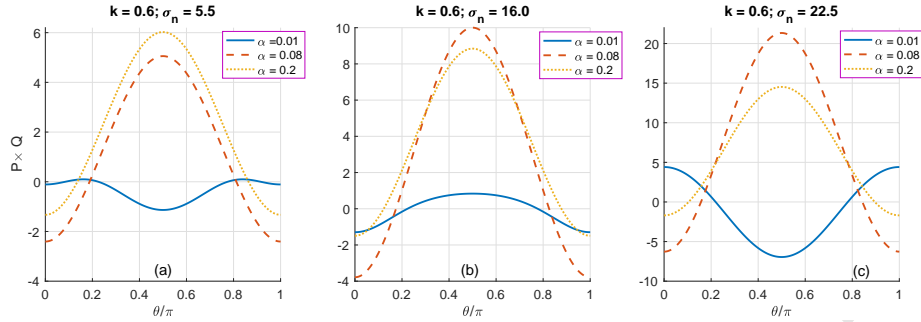 k = 0.6; σn = 5.5
α =0.01
α = 0.08
α = 0.2
P× Q
6
4
2
0
-2
-4
(a)
0 0.2 0.4 0.6 0.8 1
θ/π
k = 0.6; σn = 16.0
α = 0.01
α = 0.08
α = 0.2
10
8
6
4
2
0
-2
-4
(b)
0 0.2 0.4 0.6 0.8 1
θ/π
k = 0.6; σn = 22.5
α = 0.01
α = 0.08
α = 0.2
20
15
10
5
0
-5
-10
(c)
0 0.2 0.4 0.6 0.8 1
θ/π